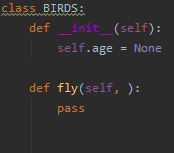 class BIRDS:
    def __init__(self):
        self.age = None

    def fly(self, ):
        pass